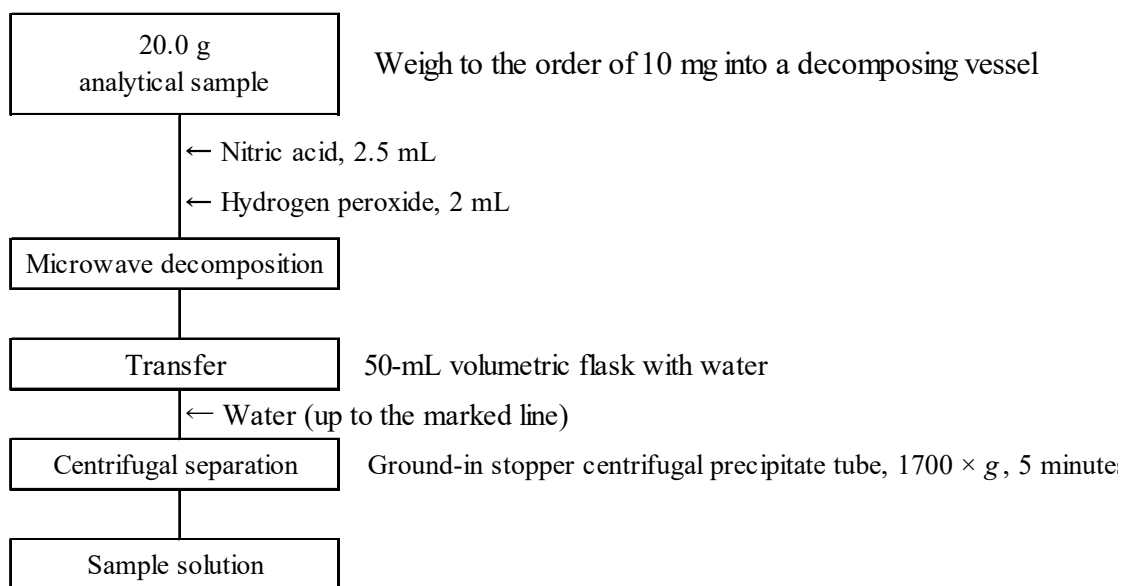 20.0 g
analytical sample
Weigh to the order of 10 mg into a decomposing vessel
← Nitric acid, 2.5 mL
← Hydrogen peroxide, 2 mL
Microwave decomposition
Transfer
50-mL volumetric flask with water
← Water (up to the marked line)
Centrifugal separation
Ground-in stopper centrifugal precipitate tube, 1700 × g, 5 minutes
Sample solution